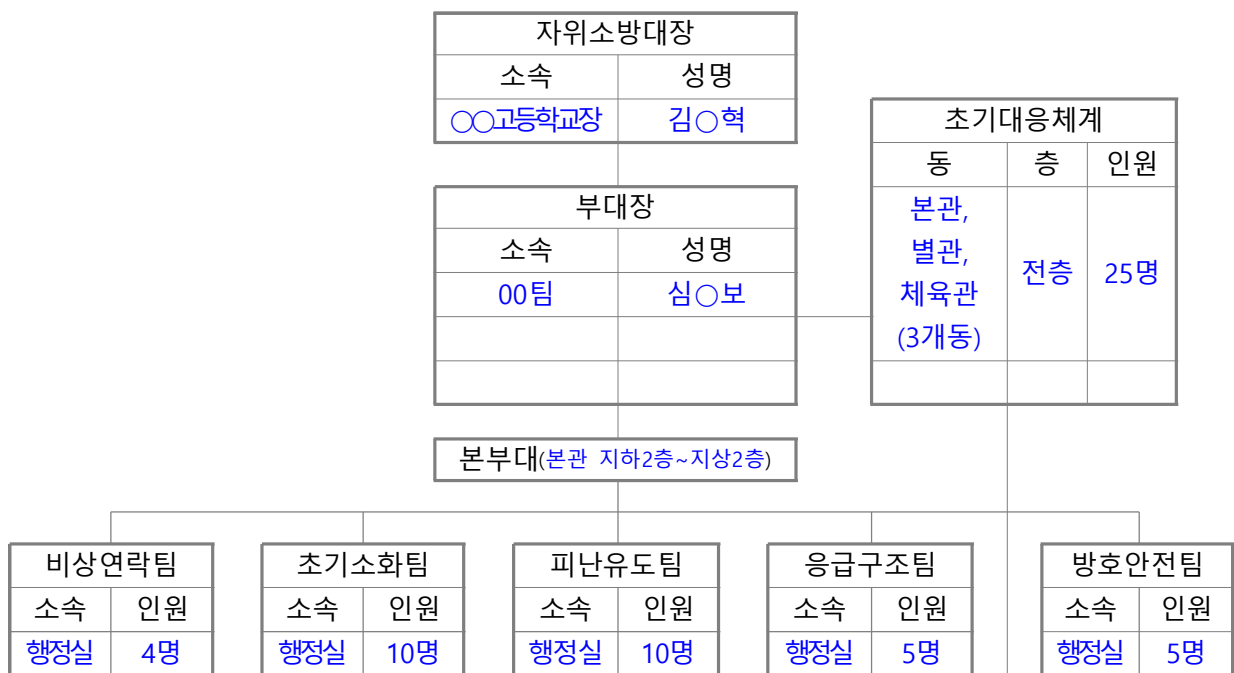 자위소방대장
소속 성명
○○고등학교장 김○혁
초기대응체계
동 층 인원
본관,
별관,
체육관
(3개동)
전층 25명
부대장
소속 성명
00팀 심○보
본부대(본관 지하2층~지상2층)
비상연락팀
소속 인원
행정실 4명
초기소화팀
소속 인원
행정실 10명
피난유도팀
소속 인원
행정실 10명
응급구조팀
소속 인원
행정실 5명
방호안전팀
소속 인원
행정실 5명